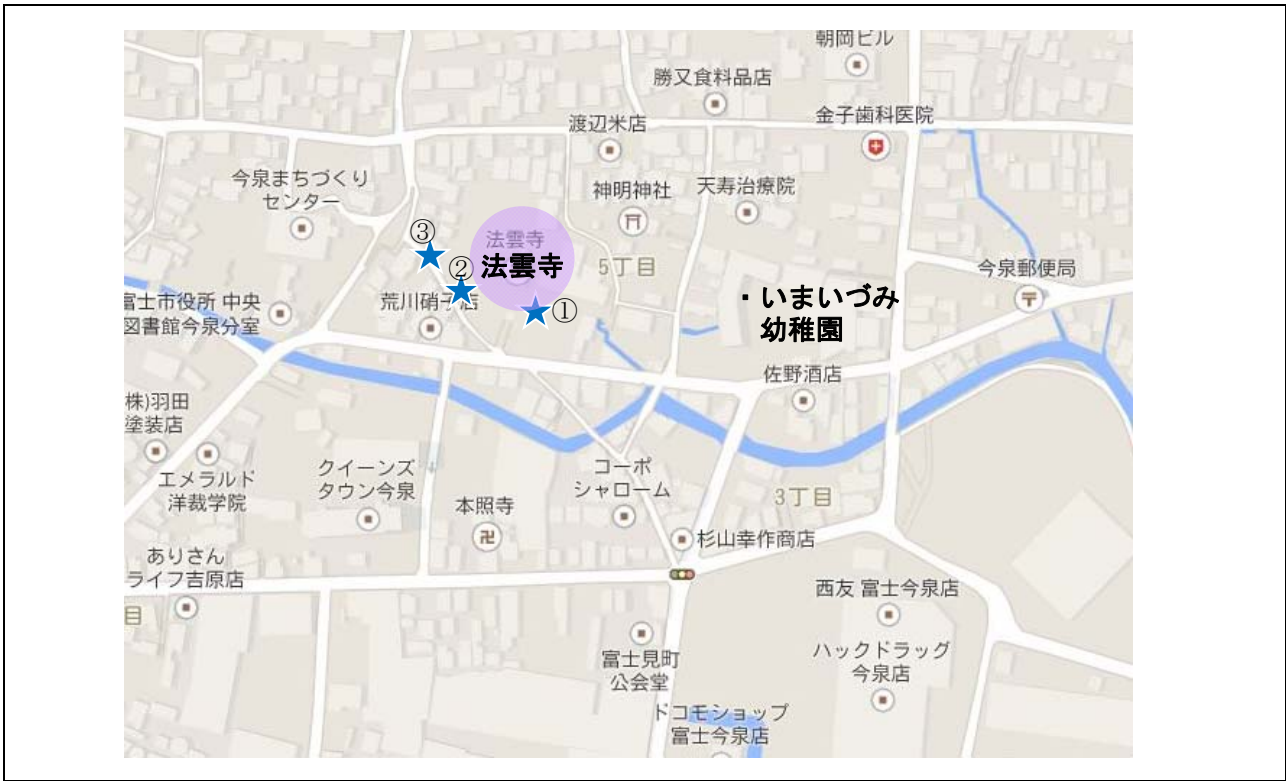 朝岡ビル
勝又食料品店
金子歯科医院
渡辺米店
今泉まちづくり
センター
神明神社
天寿治療院
③
法雲寺
法雲寺
②
5丁目
今泉郵便局
・いまいづみ
幼稚園
富士市役所 中央
図書館今泉分室
荒川硝子店
①
佐野酒店
株)羽田
塗装店
エメラルド
洋裁学院
クイーンズ
タウン今泉
コーポ
シャローム
3丁目
本照寺
卍
杉山幸作商店
ありさん
ライフ吉原店
目
西友 富士今泉店
富士見町
公会堂
ハックドラッグ
今泉店
ドコモショップ
富士今泉店